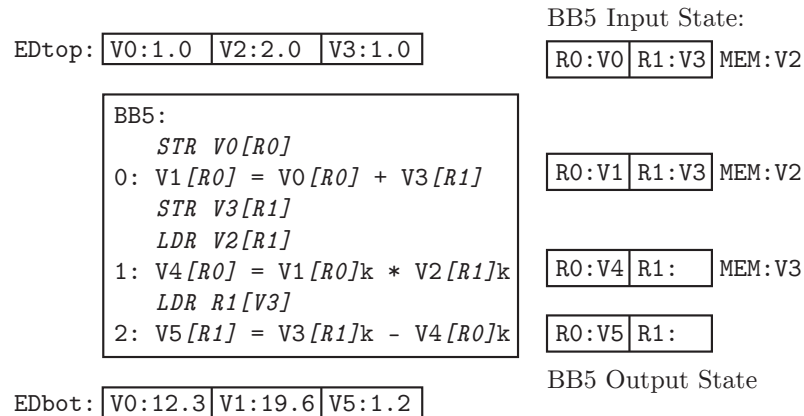 BB5 Input State:
EDtop: V0:1.0 V2:2.0 V3:1.0
R0:V0 R1:V3 MEM:V2
BB5:
STR V0[R0]
0: V1[R0] = V0[R0] + V3[R1]
R0:V1 R1:V3 MEM:V2
STR V3[R1]
LDR V2[R1]
1: V4[R0] = V1[R0]k * V2[R1]k
R0:V4 R1: MEM:V3
LDR R1[V3]
2: V5[R1] = V3[R1]k - V4[R0]k
R0:V5 R1:
BB5 Output State
EDbot: V0:12.3 V1:19.6 V5:1.2